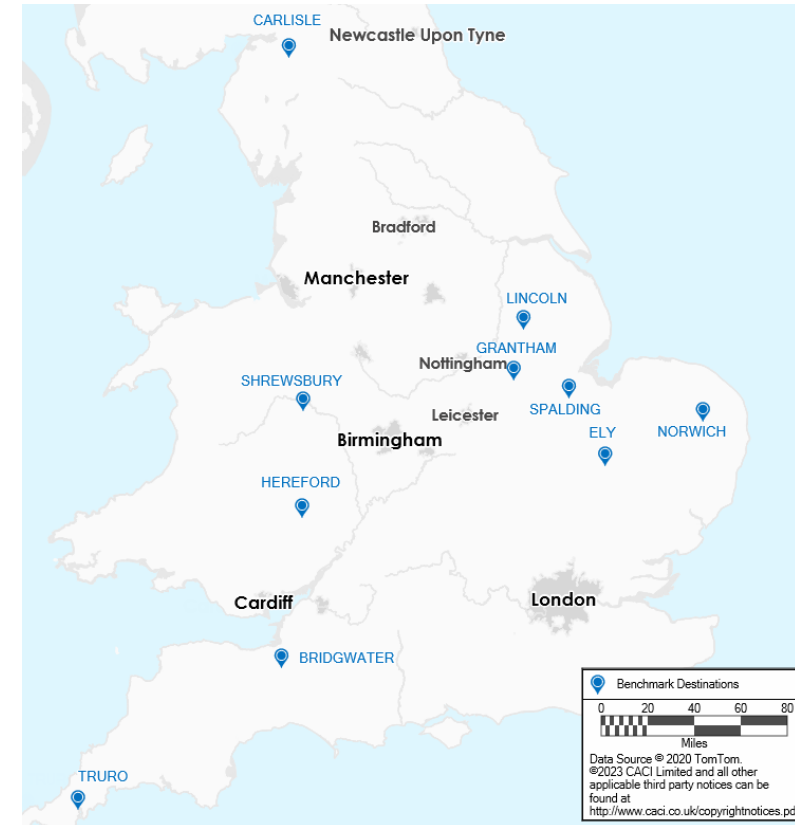 CARLISLE
Newcastle Upon Tyne
Bradford
Manchester
LINCOLN
GRANTHAM
Nottingham
SHREWSBURY
SPALDING
Leicester
NORWICH
ELY
Birmingham
HEREFORD
London
Cardiff
BRIDGWATER
TRURO
Benchmark Destinations
0 20 40 60 80
Miles
Data Source © 2020 TomTom.
©2023 CACI Limited and all other
applicable third party notices can be
found at
http://www.caci.co.uk/copyrightnotices.pd